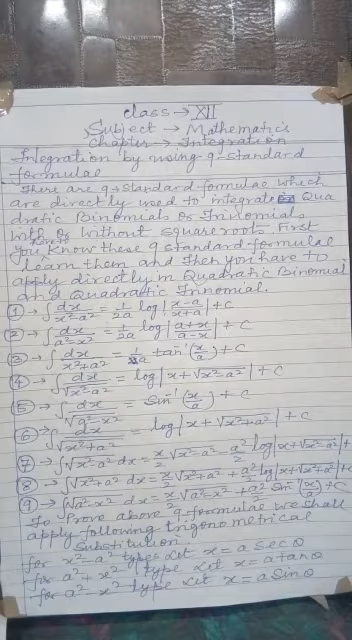 Class → XII
Subject → Mathematics
Chapter → Integration
Integration by using 9 standard
formulae
There are 9 standard formulae which
are directly used to integrate Qua
dratic Binomials or Trinomials
with or without square roots. First
you have to know these 9 standard formulae
learn them and then you have to
apply directly in Quadratic Binomial
and Quadratic Trinomial.
① → ∫dx/x²-a² = 1/2a log|x-a/x+a| + c
② → ∫dx/a²-x² = 1/2a log|a+x/a-x| + c
③ → ∫dx/x²+a² = 1/a tan⁻¹(x/a) + c
④ → ∫dx/√x²-a² = log|x+√x²-a²| + c
⑤ → ∫dx/√a²-x² = Sin⁻¹(x/a) + c
⑥ → ∫dx/√x²+a² = log|x+√x²+a²| + c
⑦ → ∫√x²-a² dx = x/2 √x²-a² - a²/2 log|x+√x²-a²| +
⑧ → ∫√x²+a² dx = x/2 √x²+a² + a²/2 log|x+√x²+a²| + c
⑨ → ∫√a²-x² dx = x/2 √a²-x² + a²/2 Sin⁻¹(x/a) + c
To Prove above 9 formulae we shall
apply following trigonometrical
Substitution
for x²-a² types Let x = a secθ
for a²+x² type Let x = a tanθ
for a²-x² type Let x = a sinθ